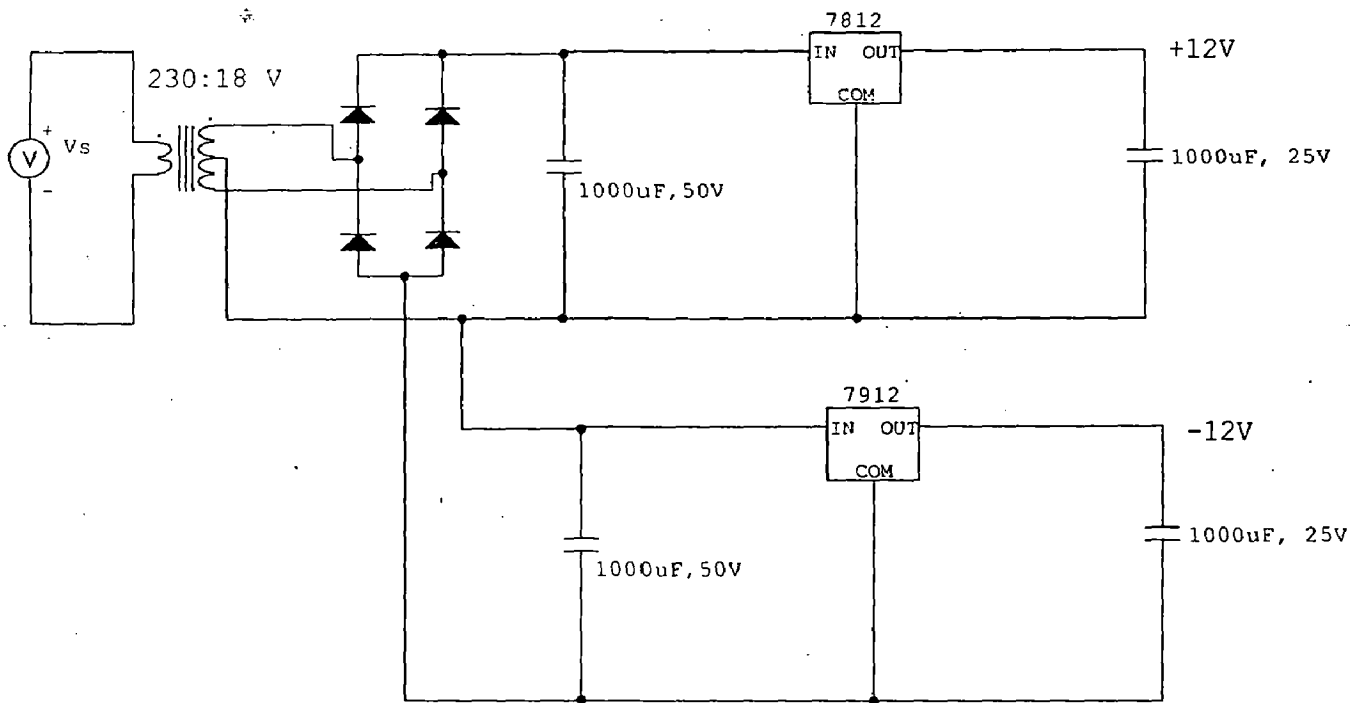 7812
IN OUT
COM
+12V
230:18 V
+
V
Vs
-
1000uF,50V
1000uF, 25V
7912
IN OUT
COM
-12V
1000uF,50V
1000uF, 25V